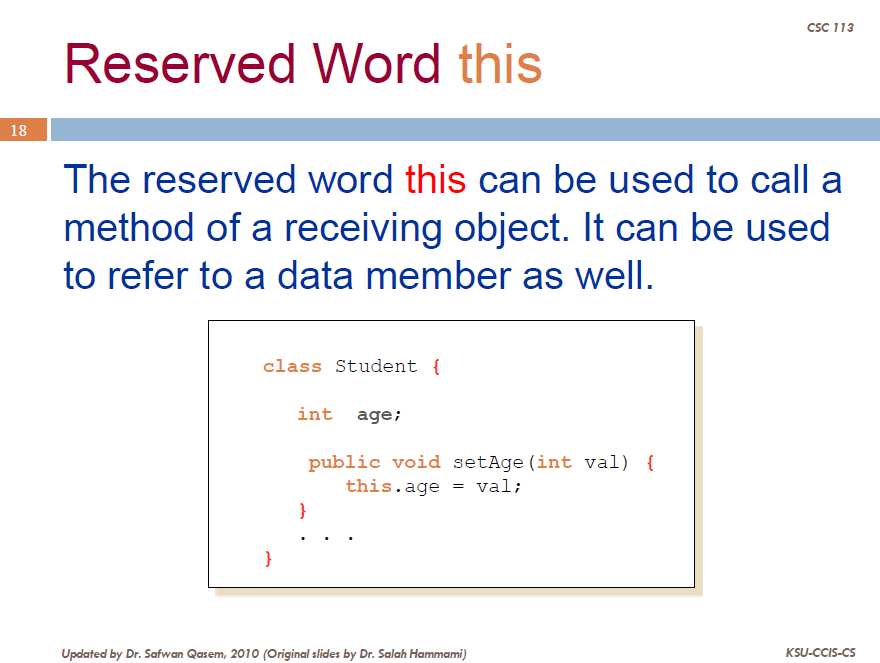 CSC 113
Reserved Word this
18
The reserved word this can be used to call a
method of a receiving object. It can be used
to refer to a data member as well.
class Student {
int age;
public void setAge(int val) {
this.age = val;
}
. . .
}
Updated by Dr. Safwan Qasem, 2010 (Original slides by Dr. Salah Hammami)
KSU-CCIS-CS